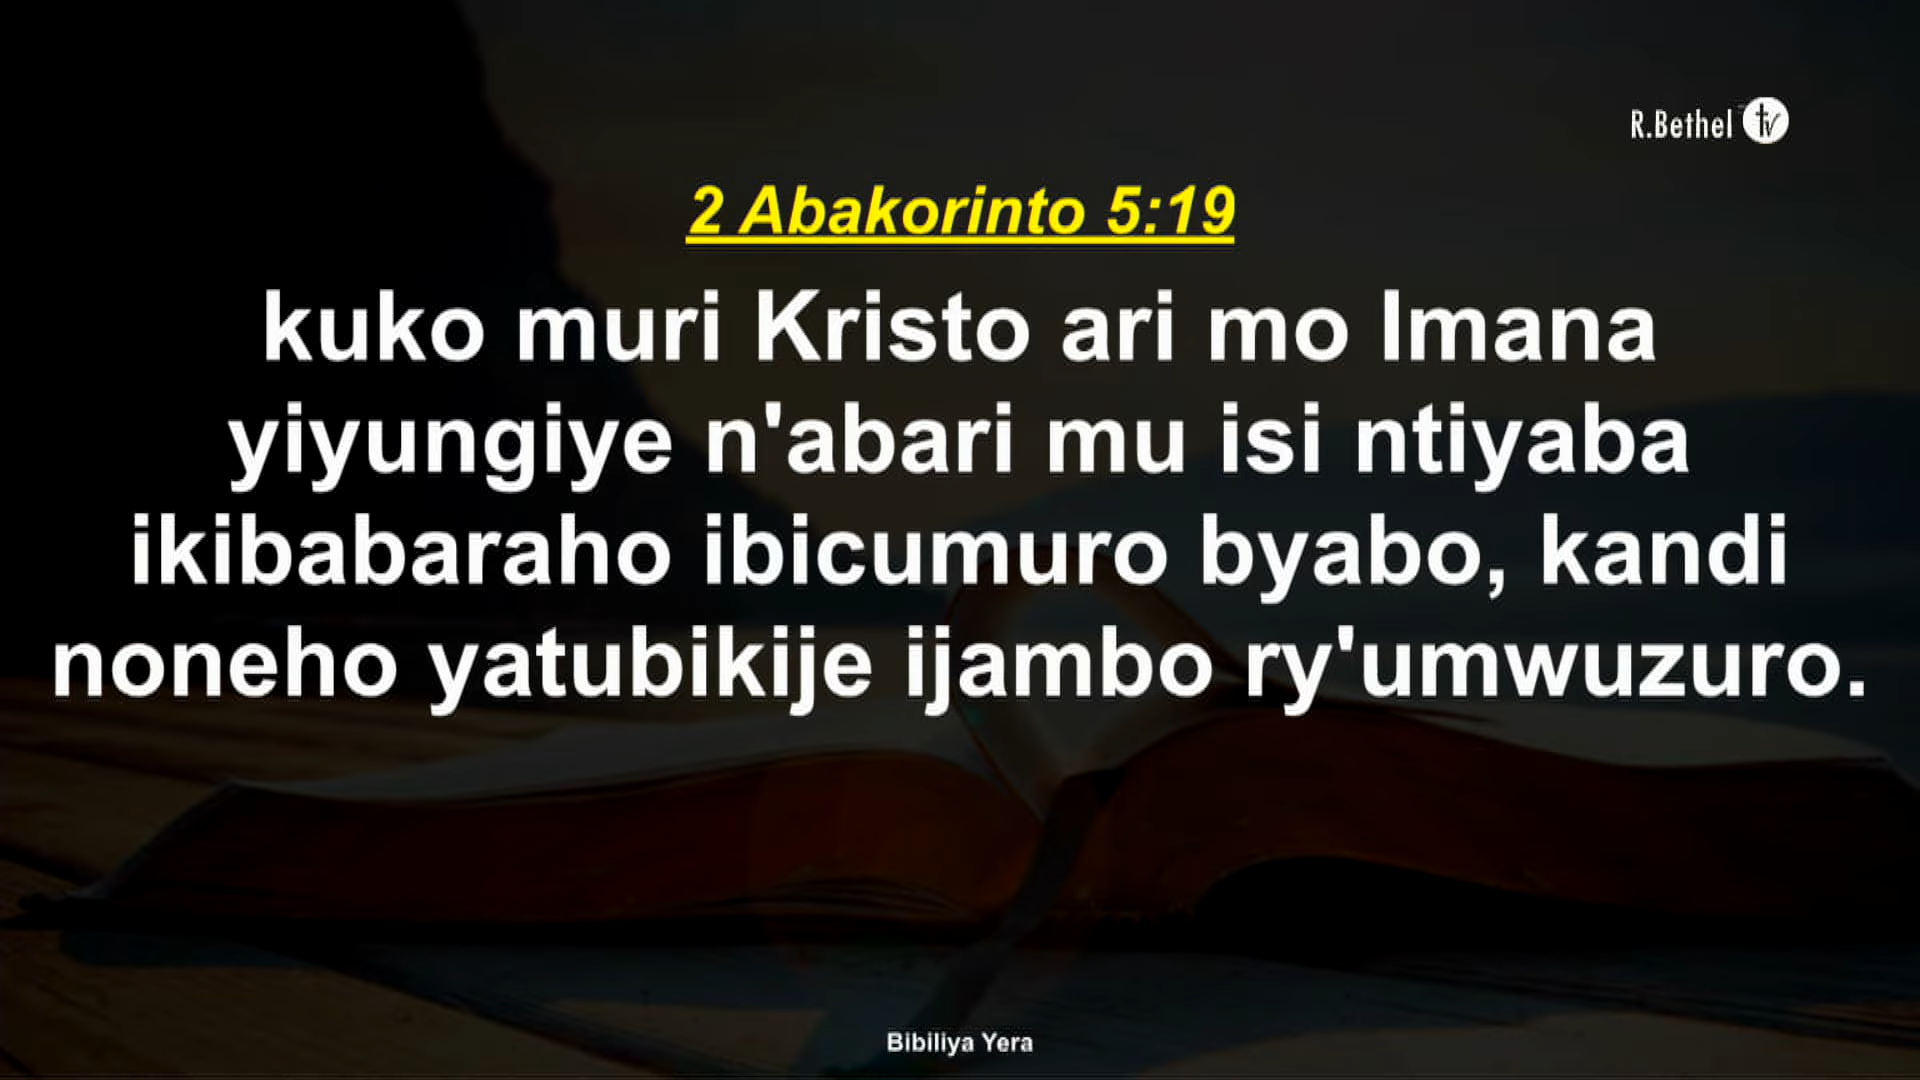 R.Bethel tv
2 Abakorinto 5:19
kuko muri Kristo ari mo Imana
yiyungiye n'abari mu isi ntiyaba
ikibabaraho ibicumuro byabo, kandi
noneho yatubikije ijambo ry'umwuzuro.
Bibiliya Yera